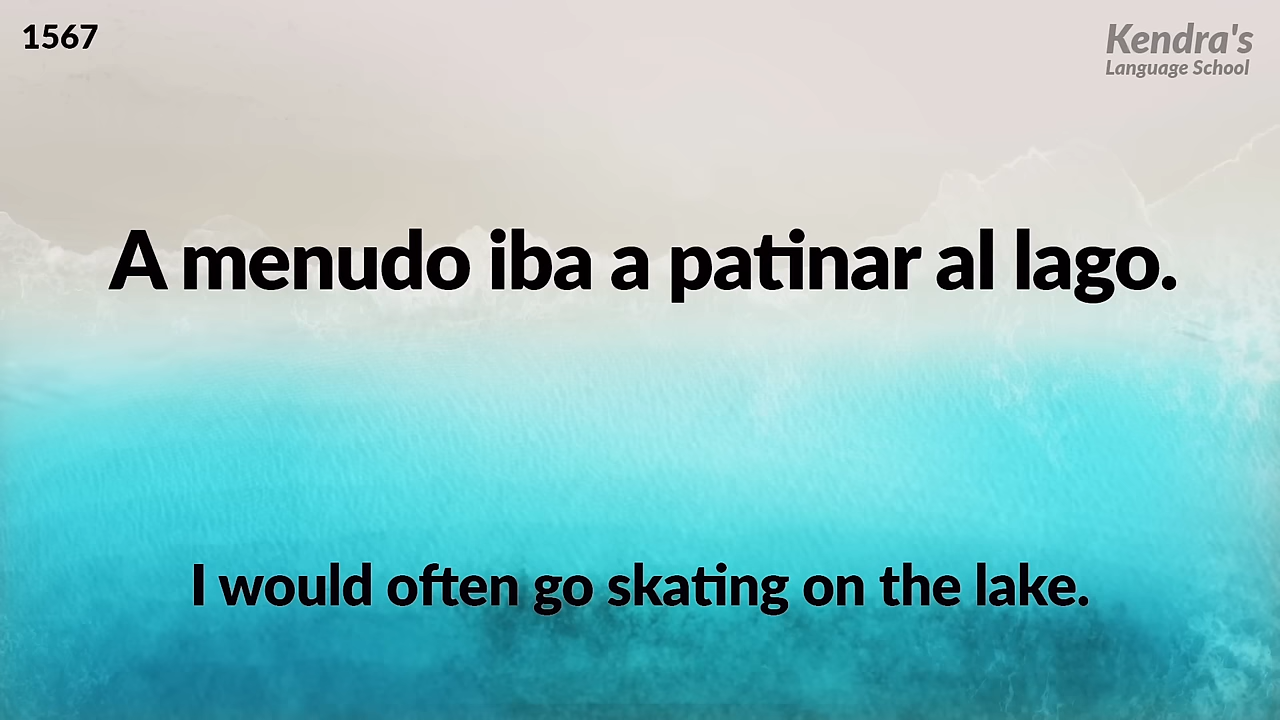 1567
Kendra's
Language School
A menudo iba a patinar al lago.
I would often go skating on the lake.